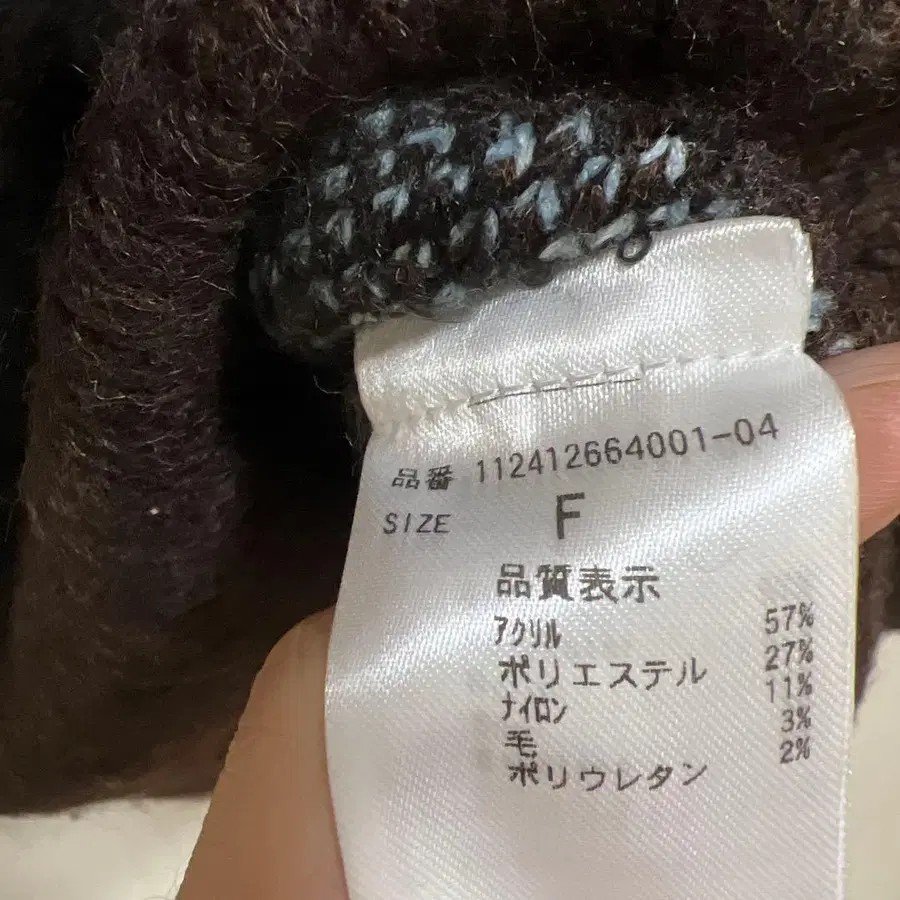 品番 112412664001-04
SIZE F
品質表示
アクリル 57%
ポリエステル 27%
ナイロン 11%
毛 3%
ポリウレタン 2%